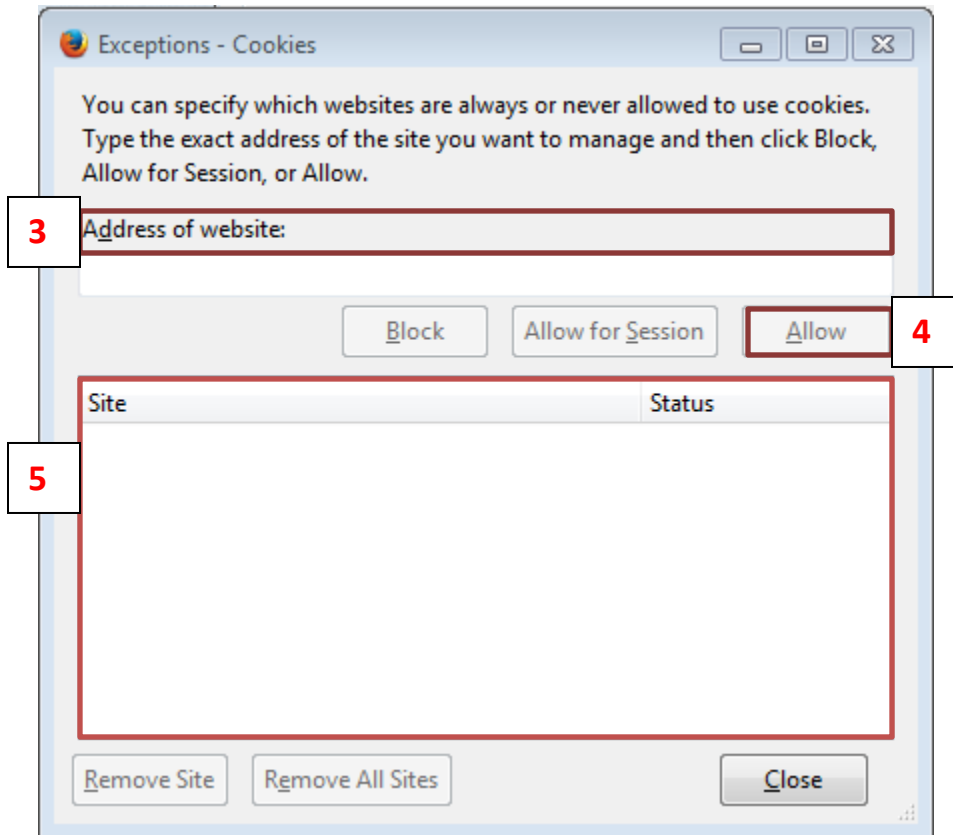 Exceptions - Cookies
You can specify which websites are always or never allowed to use cookies.
Type the exact address of the site you want to manage and then click Block,
Allow for Session, or Allow.
3
Address of website:
Block Allow for Session Allow
4
Site Status
5
Remove Site Remove All Sites Close